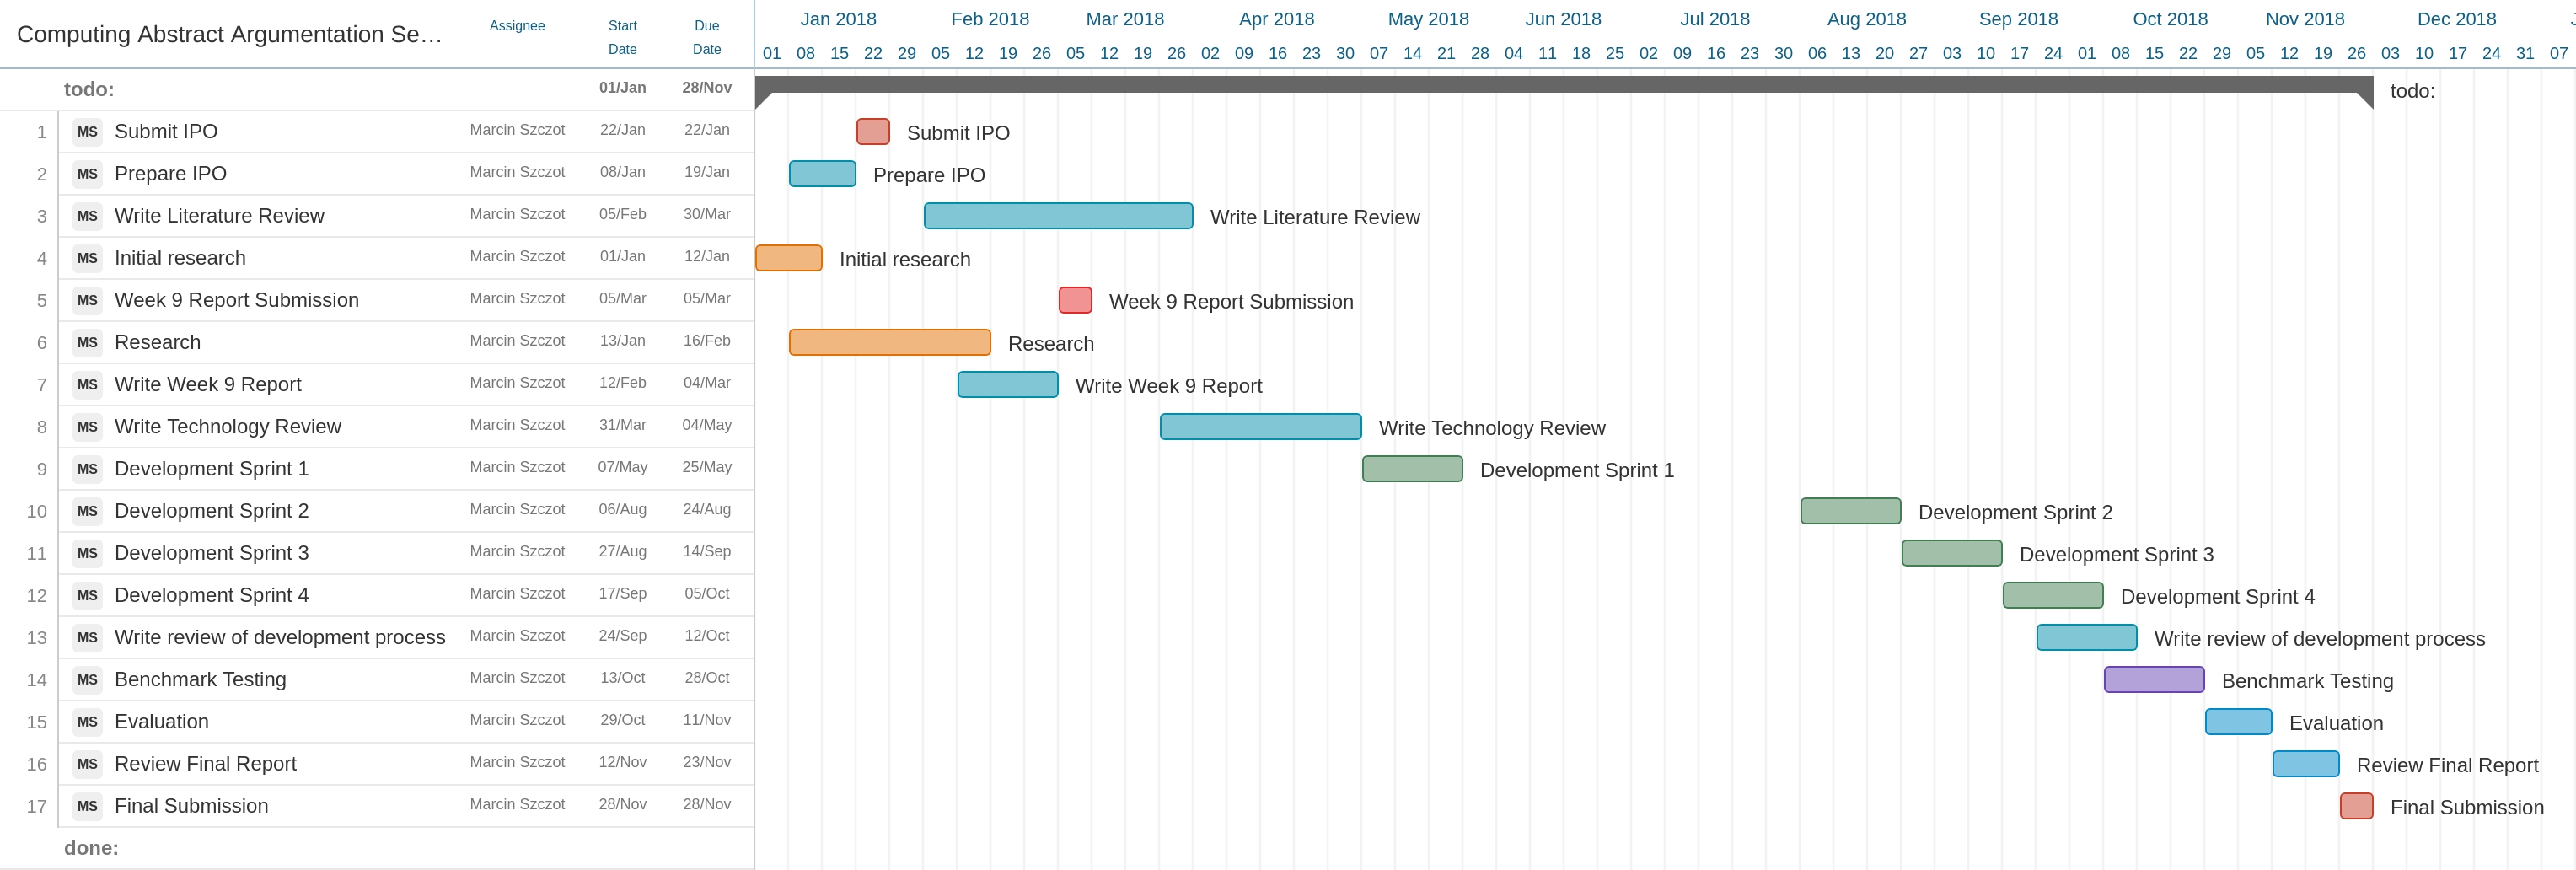 Computing Abstract Argumentation Se… Assignee Start Date Due Date
Jan 2018 Feb 2018 Mar 2018 Apr 2018 May 2018 Jun 2018 Jul 2018 Aug 2018 Sep 2018 Oct 2018 Nov 2018 Dec 2018
01 08 15 22 29 05 12 19 26 05 12 19 26 02 09 16 23 30 07 14 21 28 04 11 18 25 02 09 16 23 30 06 13 20 27 03 10 17 24 01 08 15 22 29 05 12 19 26 03 10 17 24 31 07
todo: 01/Jan 28/Nov todo:
1 MS Submit IPO Marcin Szczot 22/Jan 22/Jan Submit IPO
2 MS Prepare IPO Marcin Szczot 08/Jan 19/Jan Prepare IPO
3 MS Write Literature Review Marcin Szczot 05/Feb 30/Mar Write Literature Review
4 MS Initial research Marcin Szczot 01/Jan 12/Jan Initial research
5 MS Week 9 Report Submission Marcin Szczot 05/Mar 05/Mar Week 9 Report Submission
6 MS Research Marcin Szczot 13/Jan 16/Feb Research
7 MS Write Week 9 Report Marcin Szczot 12/Feb 04/Mar Write Week 9 Report
8 MS Write Technology Review Marcin Szczot 31/Mar 04/May Write Technology Review
9 MS Development Sprint 1 Marcin Szczot 07/May 25/May Development Sprint 1
10 MS Development Sprint 2 Marcin Szczot 06/Aug 24/Aug Development Sprint 2
11 MS Development Sprint 3 Marcin Szczot 27/Aug 14/Sep Development Sprint 3
12 MS Development Sprint 4 Marcin Szczot 17/Sep 05/Oct Development Sprint 4
13 MS Write review of development process Marcin Szczot 24/Sep 12/Oct Write review of development process
14 MS Benchmark Testing Marcin Szczot 13/Oct 28/Oct Benchmark Testing
15 MS Evaluation Marcin Szczot 29/Oct 11/Nov Evaluation
16 MS Review Final Report Marcin Szczot 12/Nov 23/Nov Review Final Report
17 MS Final Submission Marcin Szczot 28/Nov 28/Nov Final Submission
done: